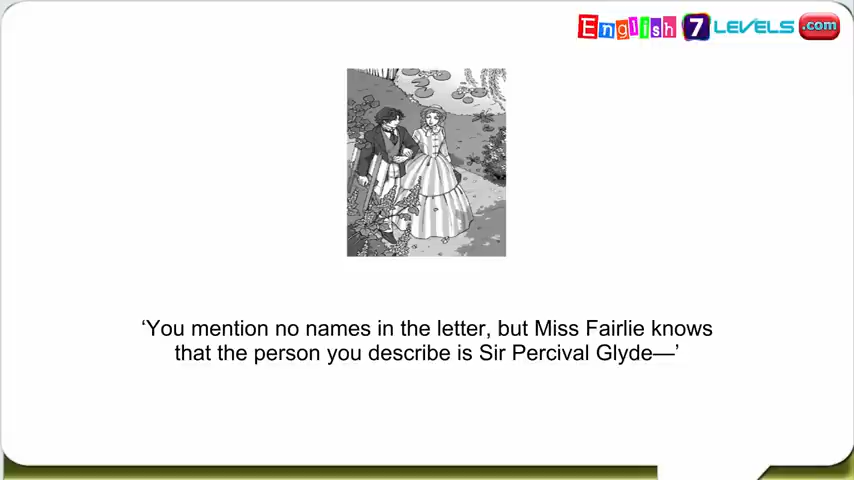 English 7 LEVELS .com
‘You mention no names in the letter, but Miss Fairlie knows
that the person you describe is Sir Percival Glyde—’